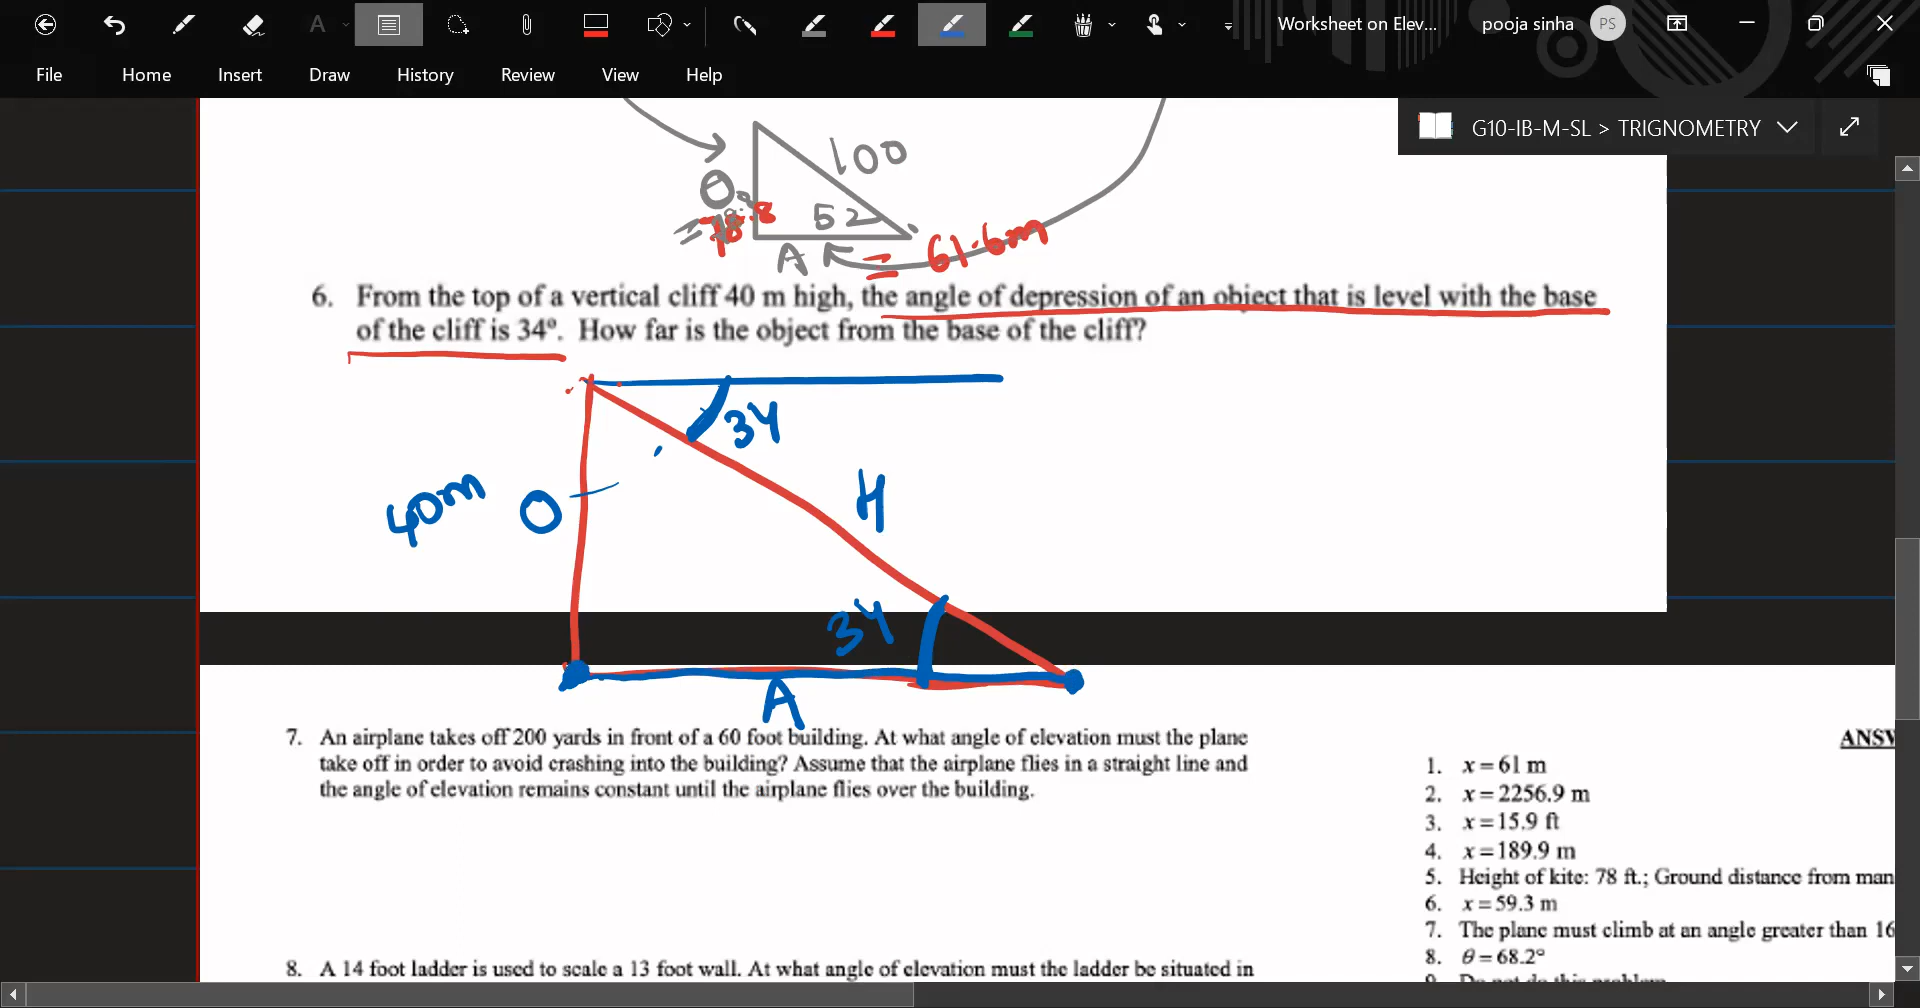 Worksheet on Elev...
pooja sinha
PS
File
Home
Insert
Draw
History
Review
View
Help
G10-IB-M-SL > TRIGNOMETRY
100
O
= 78.8
52
A
= 61.6m
6. From the top of a vertical cliff 40 m high, the angle of depression of an object that is level with the base
of the cliff is 34°. How far is the object from the base of the cliff?
34
40m
O
H
34
A
7. An airplane takes off 200 yards in front of a 60 foot building. At what angle of elevation must the plane
take off in order to avoid crashing into the building? Assume that the airplane flies in a straight line and
the angle of elevation remains constant until the airplane flies over the building.
8. A 14 foot ladder is used to scale a 13 foot wall. At what angle of elevation must the ladder be situated in
ANSW
1. x = 61 m
2. x = 2256.9 m
3. x = 15.9 ft
4. x = 189.9 m
5. Height of kite: 78 ft.; Ground distance from man
6. x = 59.3 m
7. The plane must climb at an angle greater than 16
8. θ = 68.2°
9. Do not do this problem